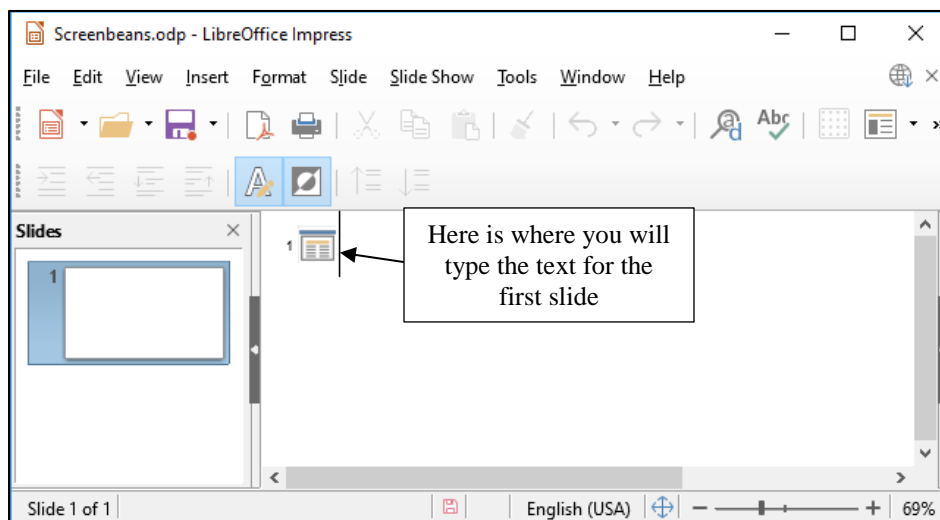 Screenbeans.odp - LibreOffice Impress
File Edit View Insert Format Slide Slide Show Tools Window Help
Abc
Slides
1
1
Here is where you will
type the text for the
first slide
Slide 1 of 1 English (USA) 69%